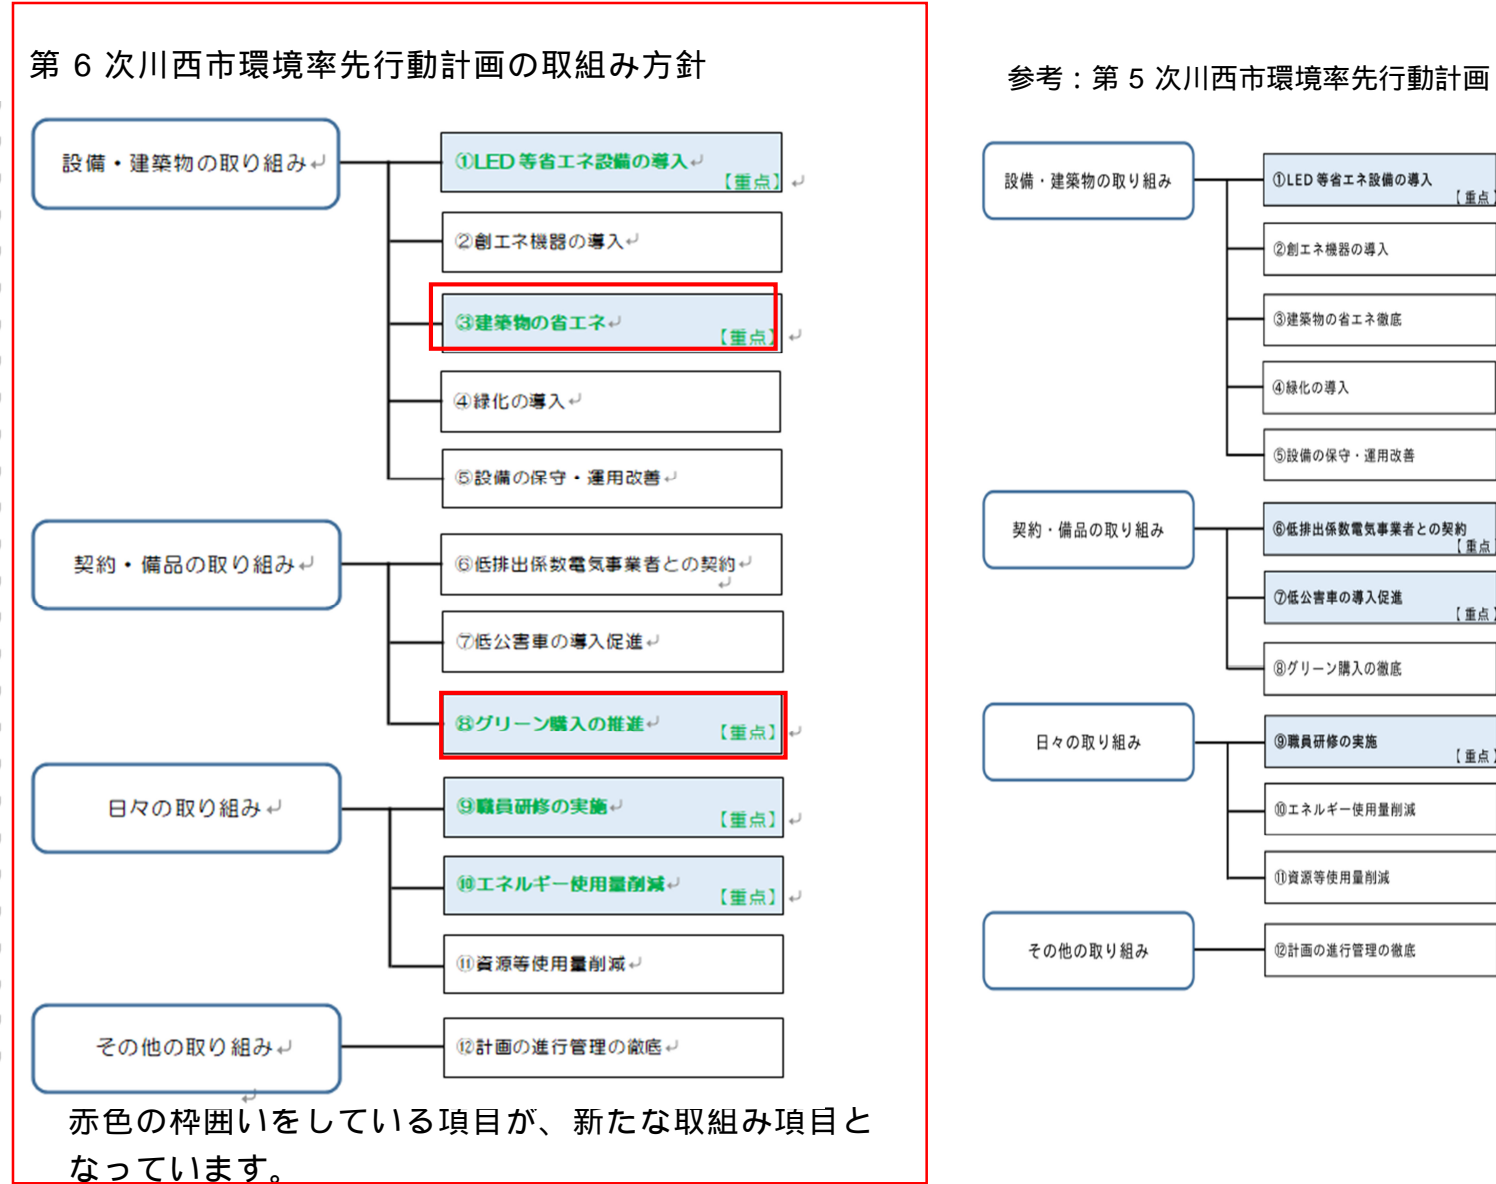 第 6 次川西市環境率先行動計画の取組み方針
設備・建築物の取り組み
①LED 等省エネ設備の導入
【重点】
②創エネ機器の導入
③建築物の省エネ
【重点】
④緑化の導入
⑤設備の保守・運用改善
契約・備品の取り組み
⑥低排出係数電気事業者との契約
⑦低公害車の導入促進
⑧グリーン購入の推進
【重点】
日々の取り組み
⑨職員研修の実施
【重点】
⑩エネルギー使用量削減
【重点】
⑪資源等使用量削減
その他の取り組み
⑫計画の進行管理の徹底
赤色の枠囲いをしている項目が、新たな取組み項目と
なっています。
参考：第 5 次川西市環境率先行動計画
設備・建築物の取り組み
①LED 等省エネ設備の導入
【重点】
②創エネ機器の導入
③建築物の省エネ徹底
④緑化の導入
⑤設備の保守・運用改善
契約・備品の取り組み
⑥低排出係数電気事業者との契約
【重点
⑦低公害車の導入促進
【重点】
⑧グリーン購入の徹底
日々の取り組み
⑨職員研修の実施
【重点】
⑩エネルギー使用量削減
⑪資源等使用量削減
その他の取り組み
⑫計画の進行管理の徹底